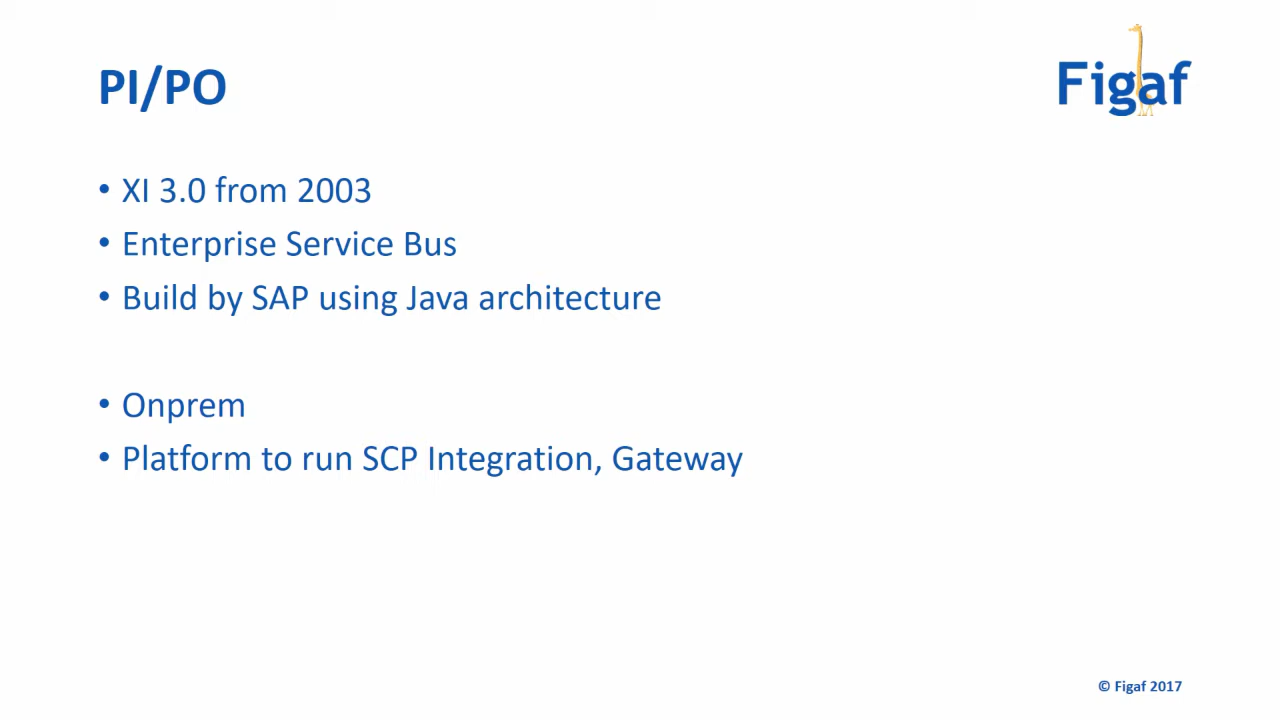 PI/PO
Figaf
• XI 3.0 from 2003
• Enterprise Service Bus
• Build by SAP using Java architecture
• Onprem
• Platform to run SCP Integration, Gateway
© Figaf 2017